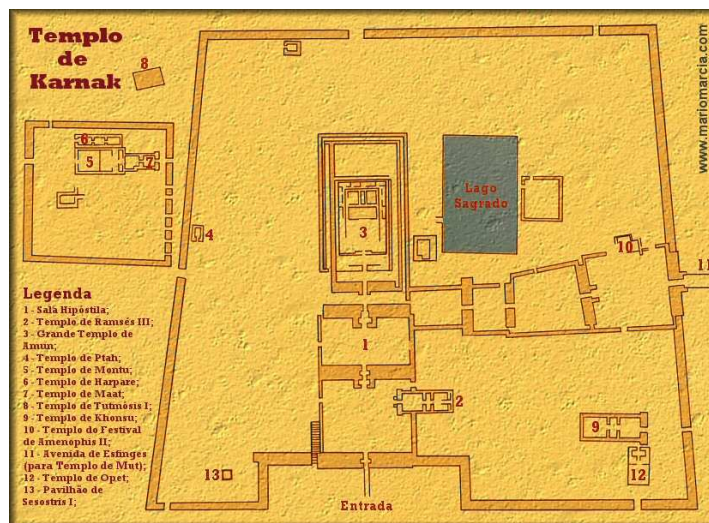 Templo
de
Karnak
8
www.mariomarcia.com
6
5
7
4
3
Lago
Sagrado
10
11
1
2
9
12
13
Entrada
Legenda
1 - Sala Hipóstila;
2 - Templo de Ramsés III;
3 - Grande Templo de
Amun;
4 - Templo de Ptah;
5 - Templo de Montu;
6 - Templo de Harpare;
7 - Templo de Maat;
8 - Templo de Tutmósis I;
9 - Templo de Khonsu;
10 - Templo do Festival
de Amenophis II;
11 - Avenida de Esfinges
(para Templo de Mut);
12 - Templo de Opet;
13 - Pavilhão de
Sesostris I;